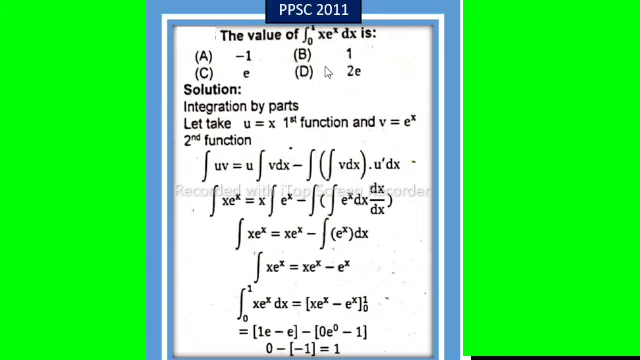 PPSC 2011
The value of ∫₀¹ xeˣ dx is:
(A) −1 (B) 1
(C) e (D) 2e
Solution:
Integration by parts
Let take u = x 1ˢᵗ function and v = eˣ
2ⁿᵈ function
∫ uv = u ∫ vdx − ∫ (∫ vdx) . u′dx
Recorded with iTop Screen Recorder
∫ xeˣ = x ∫ eˣ − ∫ (∫ eˣdx dx/dx)
∫ xeˣ = xeˣ − ∫(eˣ)dx
∫ xeˣ = xeˣ − eˣ
∫₀¹ xeˣ dx = [xeˣ − eˣ]₀¹
= [1e − e] − [0e⁰ − 1]
0 − [−1] = 1